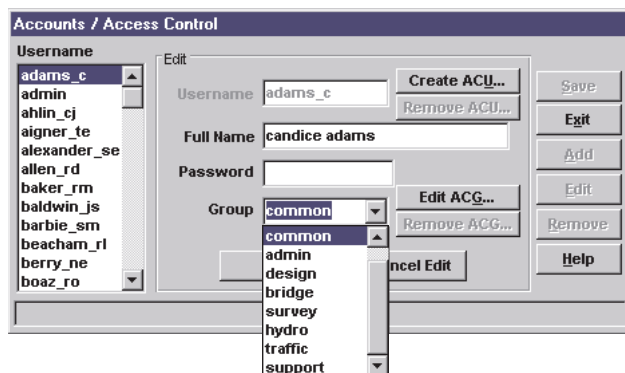 Accounts / Access Control
Username
adams_c
admin
ahlin_cj
aigner_te
alexander_se
allen_rd
baker_rm
baldwin_js
barbie_sm
beacham_rl
berry_ne
boaz_ro
Edit
Username adams_c
Create ACU...
Remove ACU...
Full Name candice adams
Password
Group common
Edit ACG...
Remove ACG...
common
admin
design
bridge
survey
hydro
traffic
support
ncel Edit
Save
Exit
Add
Edit
Remove
Help